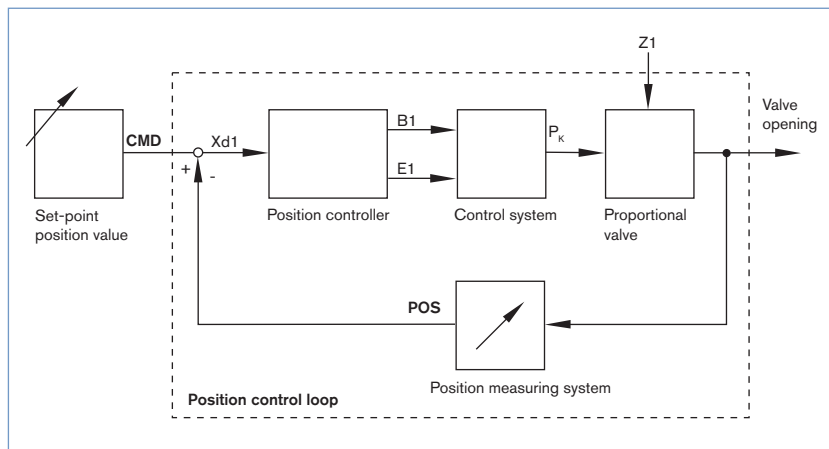 Z1
Valve
opening
CMD
Xd1
B1
E1
P_K
+
-
Set-point
position value
Position controller
Control system
Proportional
valve
POS
Position measuring system
Position control loop